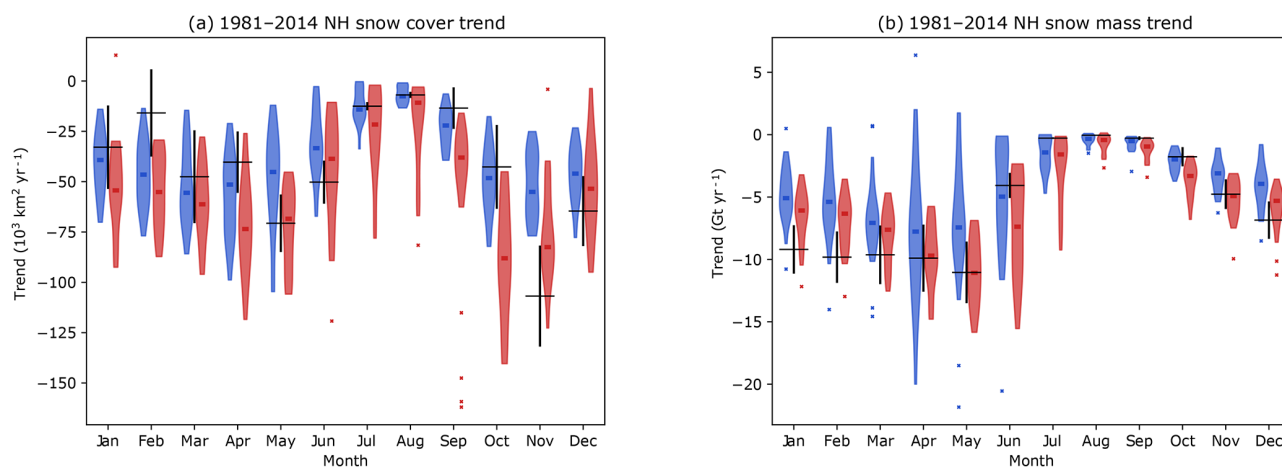 (a) 1981–2014 NH snow cover trend
Trend (10³ km² yr⁻¹)
0
−25
−50
−75
−100
−125
−150
Jan Feb Mar Apr May Jun Jul Aug Sep Oct Nov Dec
Month
(b) 1981–2014 NH snow mass trend
Trend (Gt yr⁻¹)
5
0
−5
−10
−15
−20
Jan Feb Mar Apr May Jun Jul Aug Sep Oct Nov Dec
Month